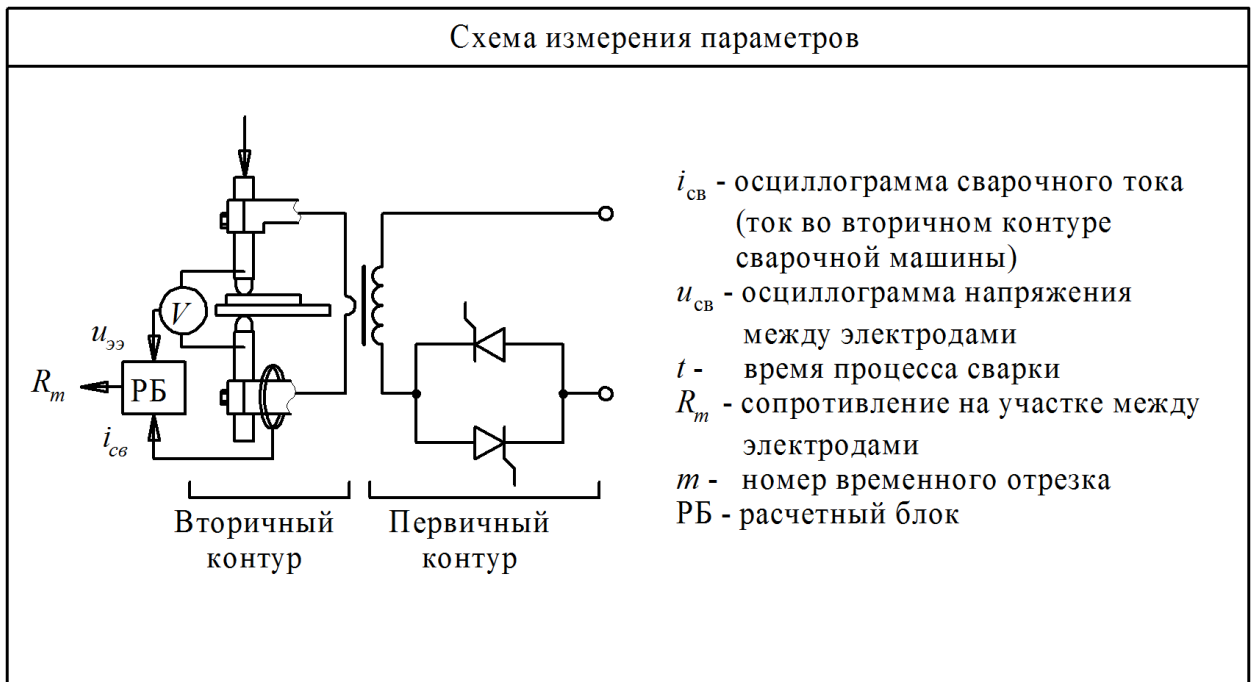 Схема измерения параметров
V
uээ
Rm
РБ
iсв
Вторичный
контур
Первичный
контур
iсв - осциллограмма сварочного тока
(ток во вторичном контуре
сварочной машины)
uсв - осциллограмма напряжения
между электродами
t - время процесса сварки
Rm - сопротивление на участке между
электродами
m - номер временного отрезка
РБ - расчетный блок